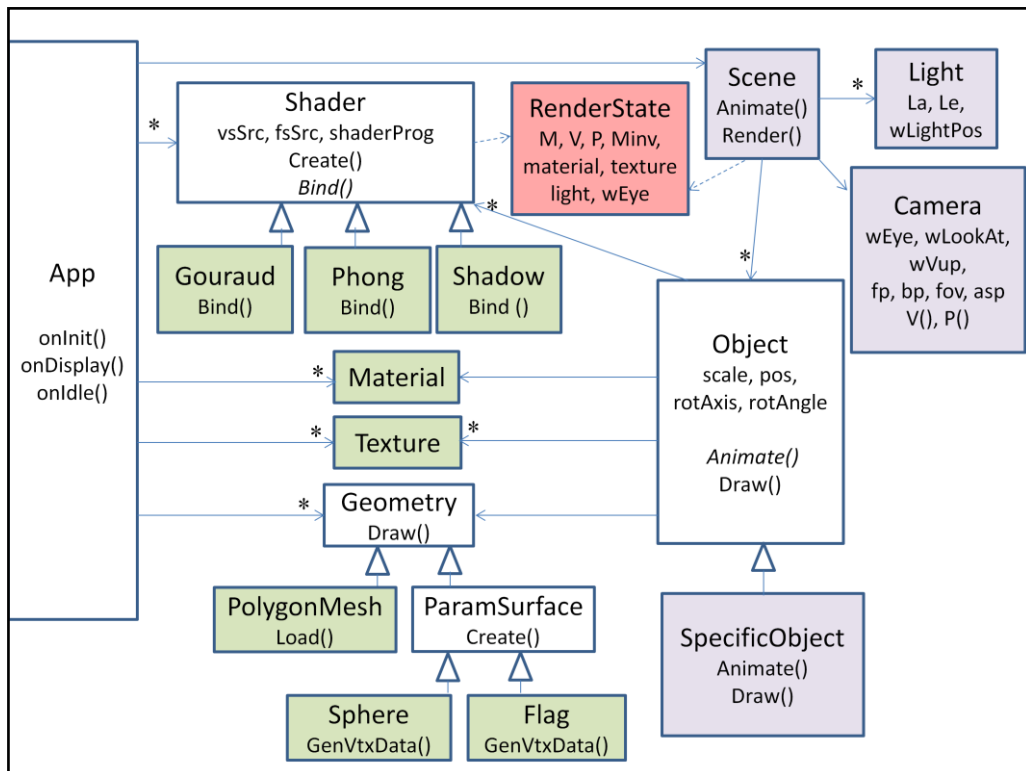 App
onInit()
onDisplay()
onIdle()
*
Shader
vsSrc, fsSrc, shaderProg
Create()
Bind()
*
Gouraud
Bind()
Phong
Bind()
Shadow
Bind ()
RenderState
M, V, P, Minv,
material, texture
light, wEye
Scene
Animate()
Render()
*
Light
La, Le,
wLightPos
Camera
wEye, wLookAt,
wVup,
fp, bp, fov, asp
V(), P()
*
Object
scale, pos,
rotAxis, rotAngle
Animate()
Draw()
*
Material
*
Texture
*
*
Geometry
Draw()
PolygonMesh
Load()
ParamSurface
Create()
Sphere
GenVtxData()
Flag
GenVtxData()
SpecificObject
Animate()
Draw()